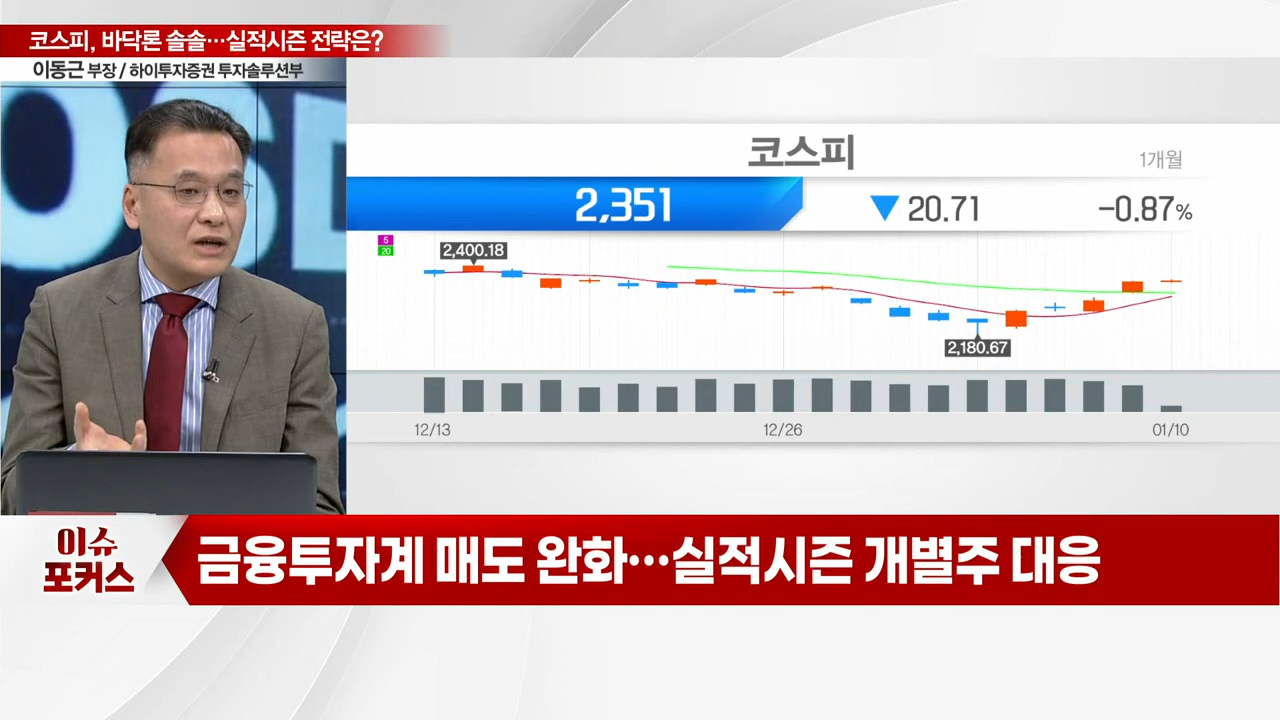 코스피, 바닥론 솔솔…실적시즌 전략은?
이동근 부장 / 하이투자증권 투자솔루션부
코스피
1개월
2,351 ▼ 20.71 -0.87%
5
20
2,400.18
2,180.67
12/13 12/26 01/10
이슈
포커스
금융투자계 매도 완화…실적시즌 개별주 대응